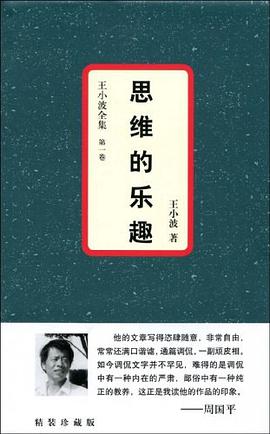 思维的乐趣
王小波全集 第一卷
王小波 著
他的文章写得恣肆随意，非常自由，
常常还满口谐谑，通篇调侃，一副顽皮相。
如今调侃文字并不罕见，难得的是调侃
中有一种内在的严肃，鄙俗中有一种纯
正的教养，这正是我读他的作品的印象。
——周国平
精装珍藏版